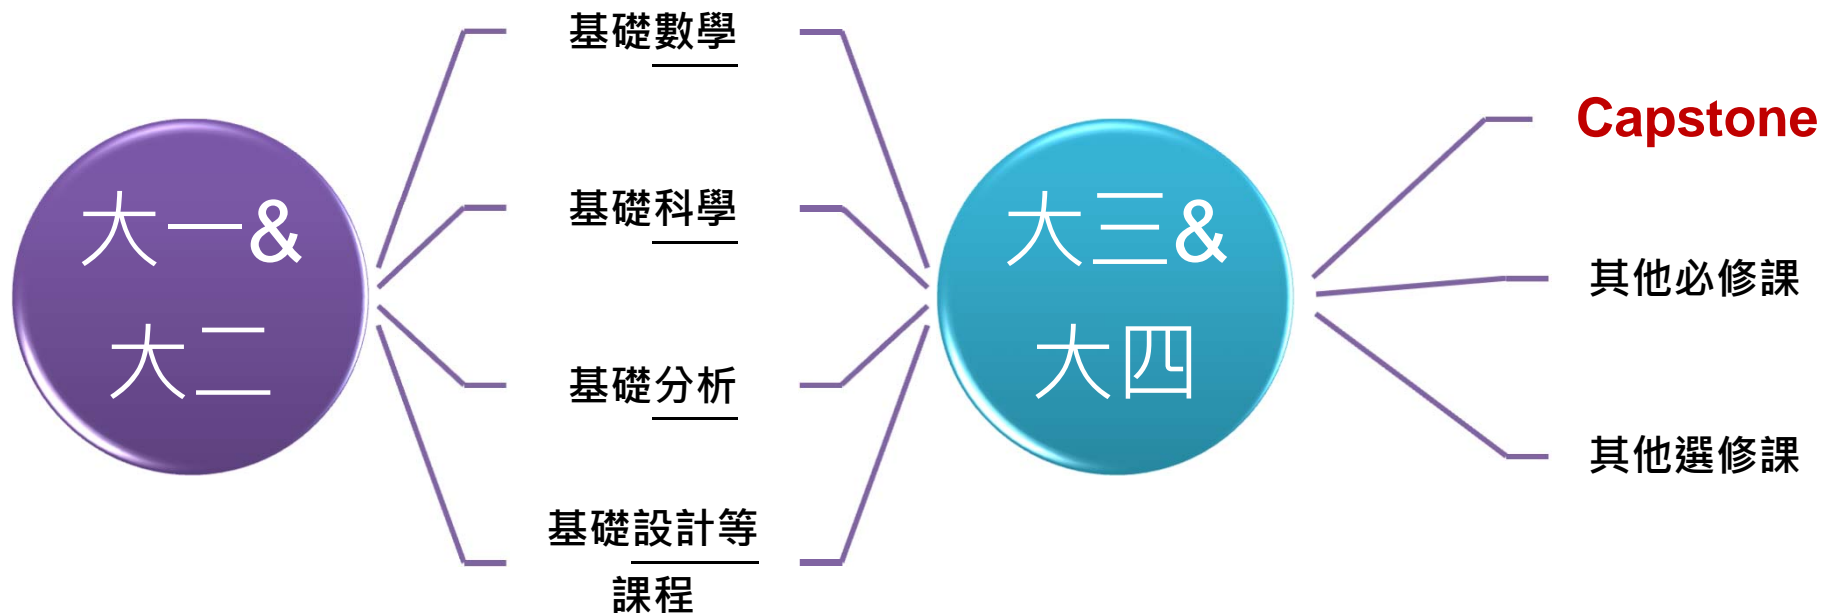 大一&
大二
基礎數學
基礎科學
基礎分析
基礎設計等
課程
大三&
大四
Capstone
其他必修課
其他選修課